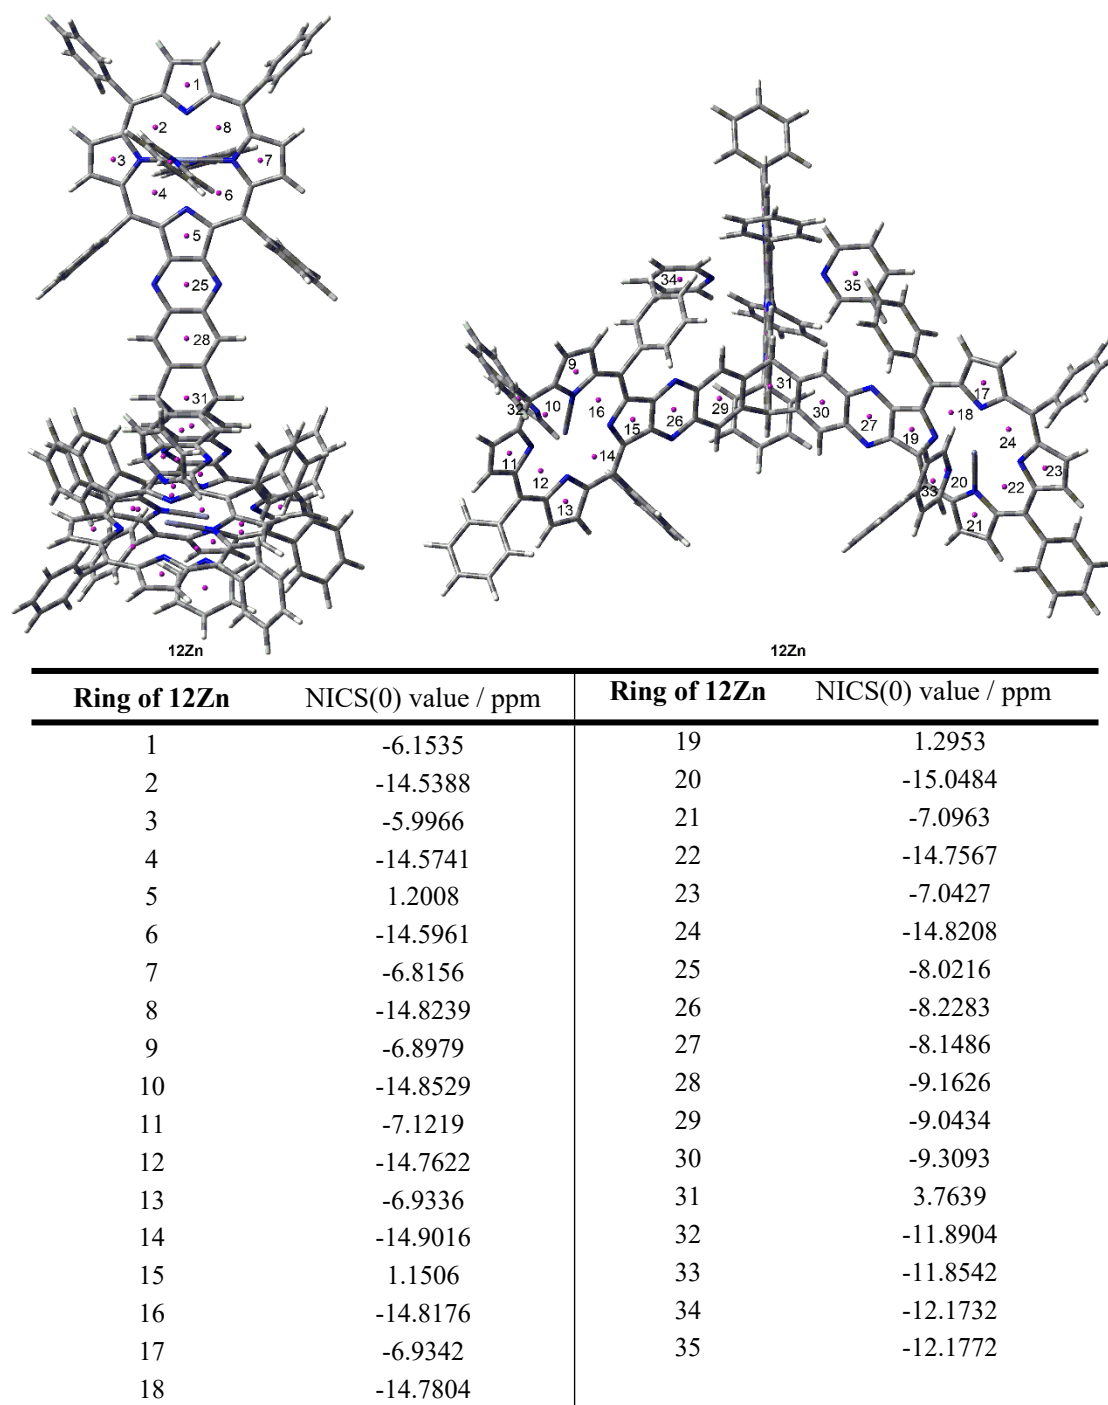 1
2 8
3 7
4 6
5
25
28
31
34 35
9 17
32 10 16 31 18
29 30 24
15 26 27 19
11 14 23
12 33 20 22
13 21
12Zn 12Zn
Ring of 12Zn NICS(0) value / ppm Ring of 12Zn NICS(0) value / ppm
1 -6.1535 19 1.2953
2 -14.5388 20 -15.0484
3 -5.9966 21 -7.0963
4 -14.5741 22 -14.7567
5 1.2008 23 -7.0427
6 -14.5961 24 -14.8208
7 -6.8156 25 -8.0216
8 -14.8239 26 -8.2283
9 -6.8979 27 -8.1486
10 -14.8529 28 -9.1626
11 -7.1219 29 -9.0434
12 -14.7622 30 -9.3093
13 -6.9336 31 3.7639
14 -14.9016 32 -11.8904
15 1.1506 33 -11.8542
16 -14.8176 34 -12.1732
17 -6.9342 35 -12.1772
18 -14.7804